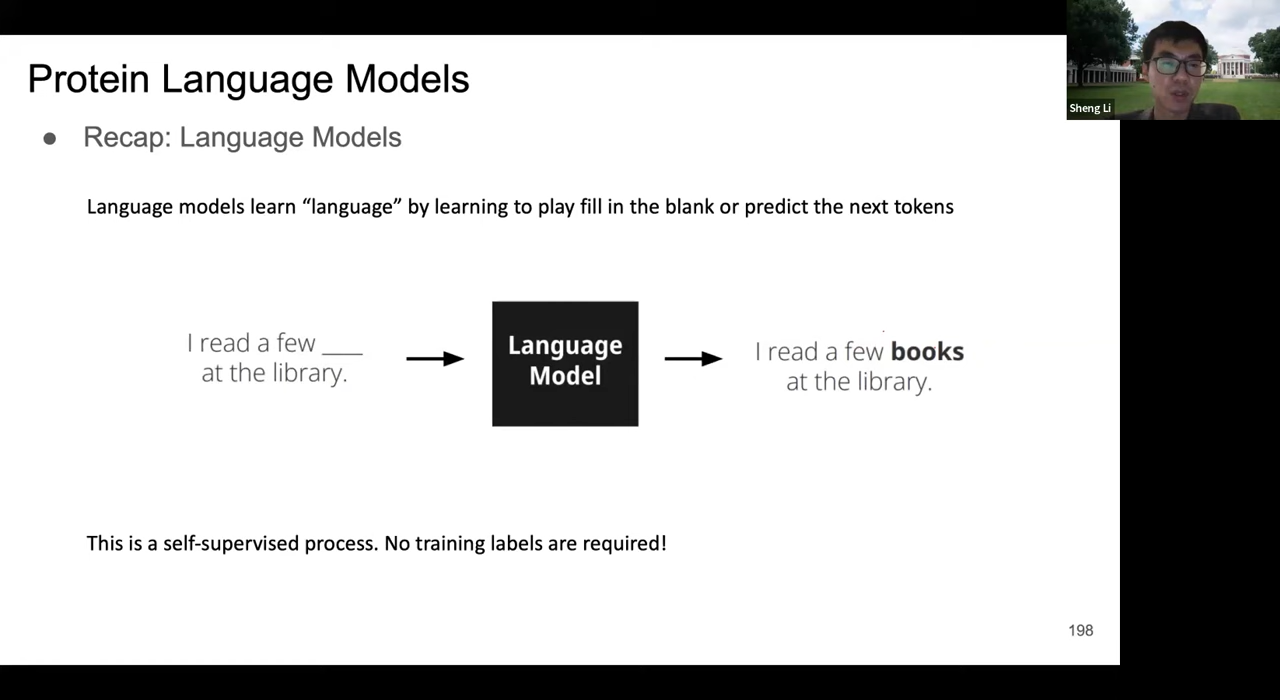 Protein Language Models
Sheng Li
● Recap: Language Models
Language models learn “language” by learning to play fill in the blank or predict the next tokens
I read a few ___
at the library.
Language
Model
I read a few books
at the library.
This is a self-supervised process. No training labels are required!
198